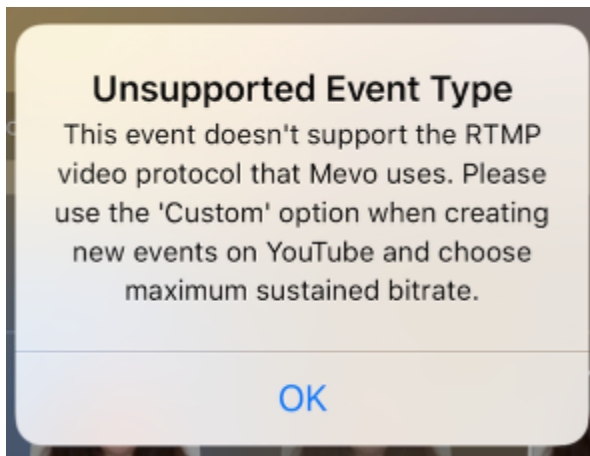 Unsupported Event Type
This event doesn't support the RTMP
video protocol that Mevo uses. Please
use the 'Custom' option when creating
new events on YouTube and choose
maximum sustained bitrate.
OK